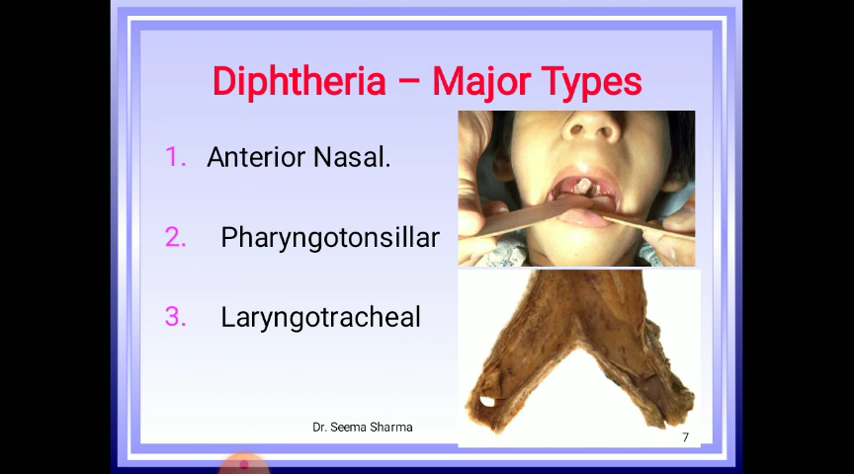 Diphtheria – Major Types
1. Anterior Nasal.
2. Pharyngotonsillar
3. Laryngotracheal
Dr. Seema Sharma
7